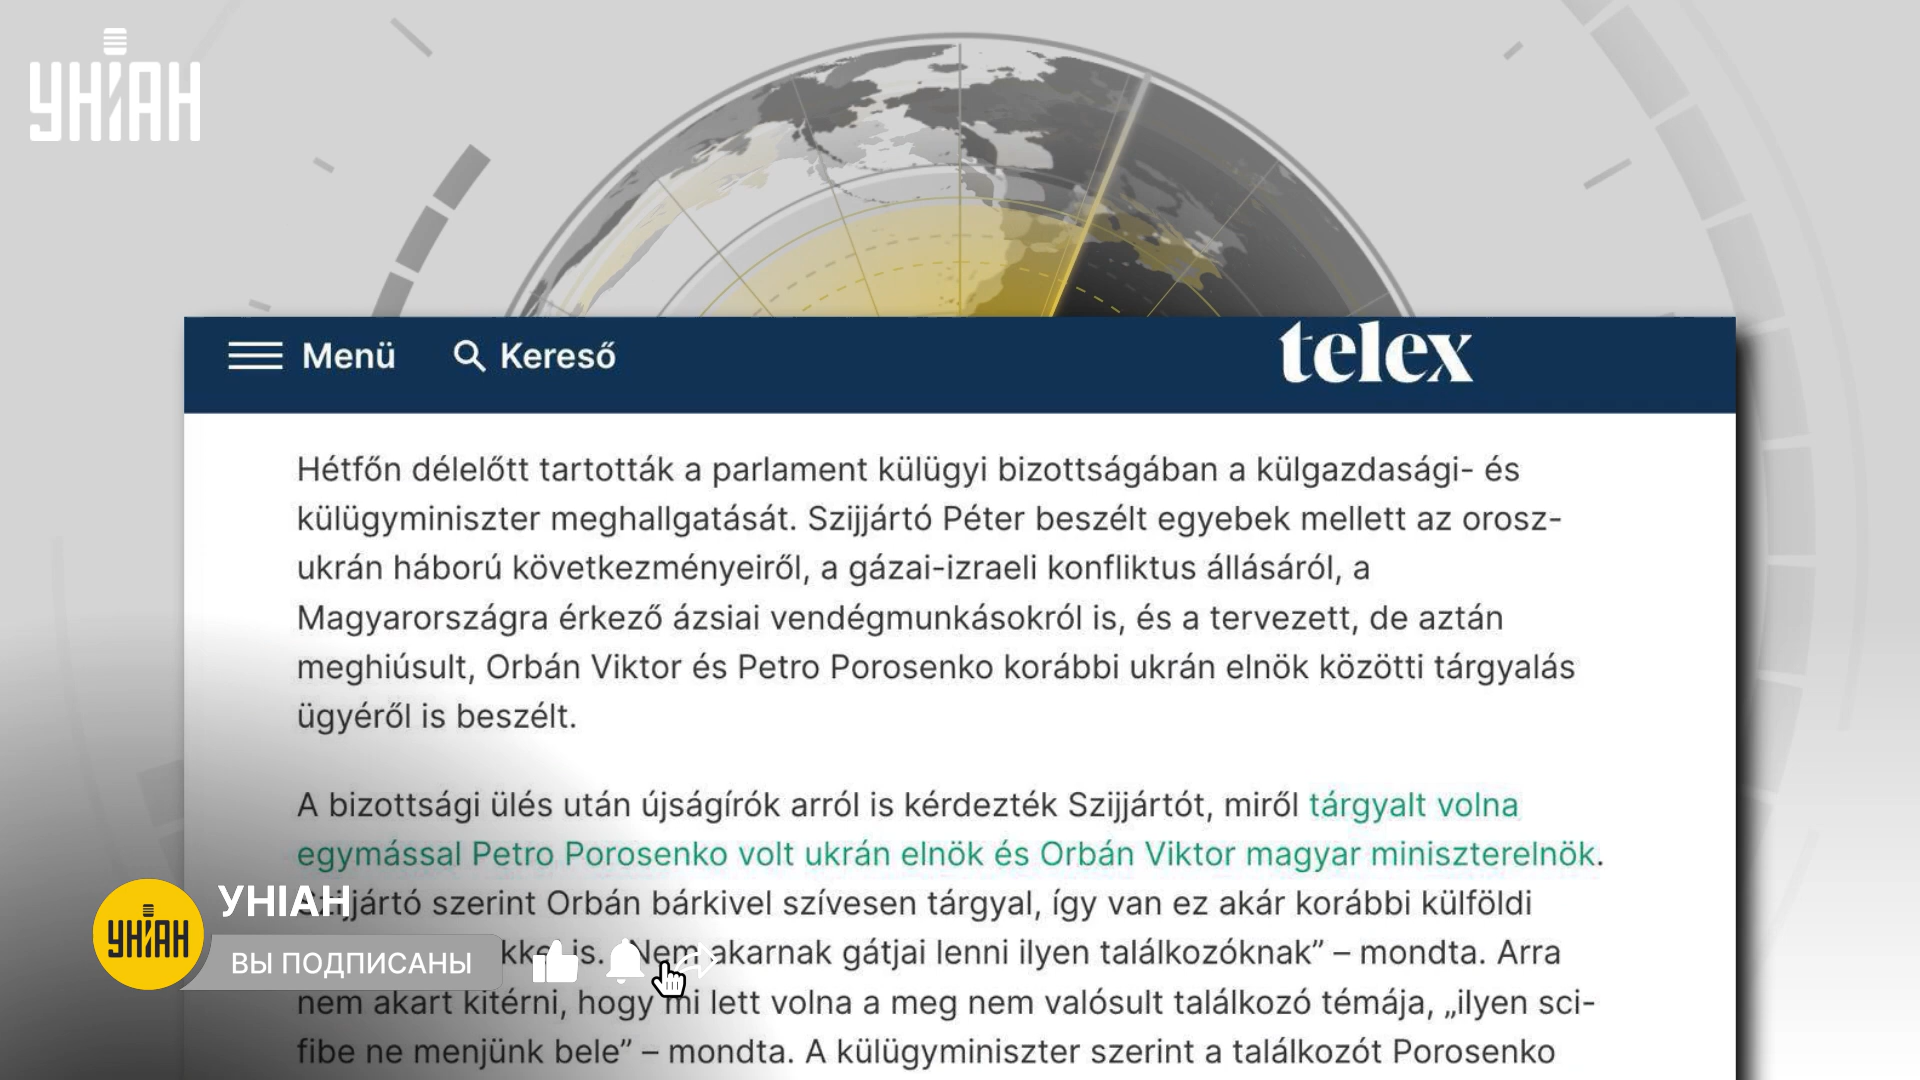 УНІАН
Menü
Kereső
telex
Hétfőn délelőtt tartották a parlament külügyi bizottságában a külgazdasági- és
külügyminiszter meghallgatását. Szijjártó Péter beszélt egyebek mellett az orosz-
ukrán háború következményeiről, a gázai-izraeli konfliktus állásáról, a
Magyarországra érkező ázsiai vendégmunkásokról is, és a tervezett, de aztán
meghiúsult, Orbán Viktor és Petro Porosenko korábbi ukrán elnök közötti tárgyalás
ügyéről is beszélt.
A bizottsági ülés után újságírók arról is kérdezték Szijjártót, miről tárgyalt volna
egymással Petro Porosenko volt ukrán elnök és Orbán Viktor magyar miniszterelnök.
Szijjártó szerint Orbán bárkivel szívesen tárgyal, így van ez akár korábbi külföldi
is. „Nem akarnak gátjai lenni ilyen találkozóknak” – mondta. Arra
nem akart kitérni, hogy mi lett volna a meg nem valósult találkozó témája, „ilyen sci-
fibe ne menjünk bele” – mondta. A külügyminiszter szerint a találkozót Porosenko
УНІАН
УНІАН
ВЫ ПОДПИСАНЫ